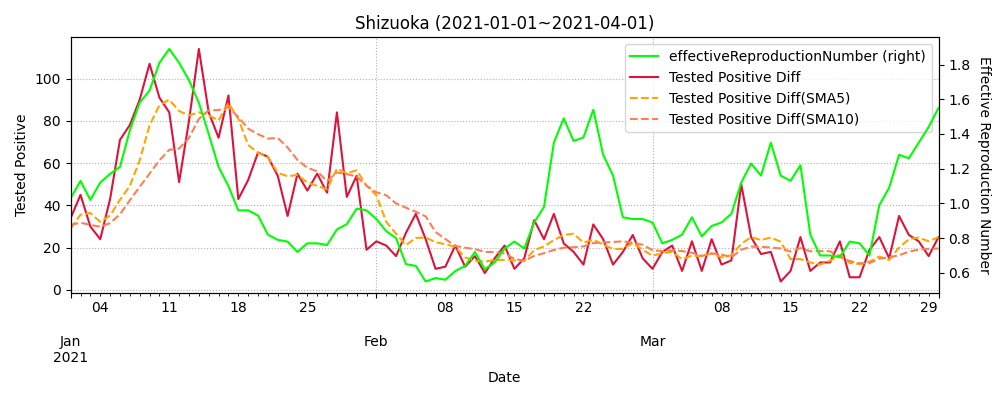 Shizuoka (2021-01-01~2021-04-01)
effectiveReproductionNumber (right)
Tested Positive Diff
Tested Positive Diff(SMA5)
Tested Positive Diff(SMA10)
Tested Positive
100
80
60
40
20
0
1.8
1.6
1.4
1.2
1.0
0.8
0.6
Effective Reproduction Number
04 11 18 25 08 15 22 08 15 22 29
Jan Feb Mar
2021
Date